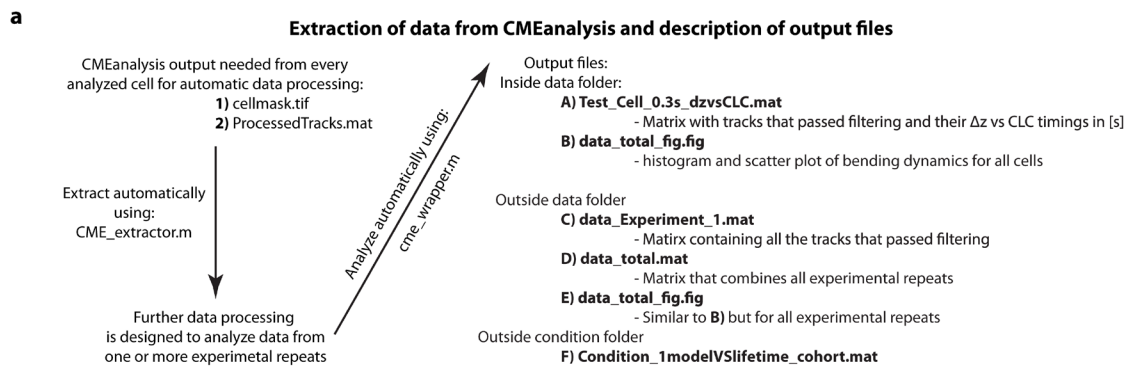 a
Extraction of data from CMEanalysis and description of output files
CMEanalysis output needed from every
analyzed cell for automatic data processing:
1) cellmask.tif
2) ProcessedTracks.mat
Extract automatically
using:
CME_extractor.m
Further data processing
is designed to analyze data from
one or more experimetal repeats
Analyze automatically using:
cme_wrapper.m
Output files:
Inside data folder:
A) Test_Cell_0.3s_dzvsCLC.mat
- Matrix with tracks that passed filtering and their Δz vs CLC timings in [s]
B) data_total_fig.fig
- histogram and scatter plot of bending dynamics for all cells
Outside data folder
C) data_Experiment_1.mat
- Matirx containing all the tracks that passed filtering
D) data_total.mat
- Matrix that combines all experimental repeats
E) data_total_fig.fig
- Similar to B) but for all experimental repeats
Outside condition folder
F) Condition_1modelVSlifetime_cohort.mat